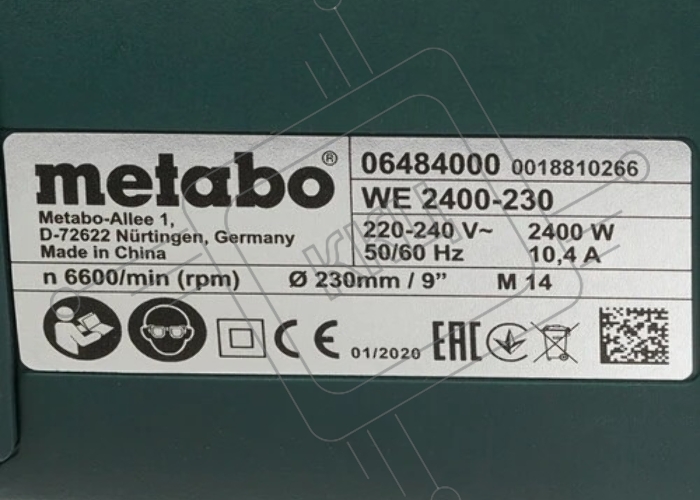 metabo®
Metabo-Allee 1,
D-72622 Nürtingen, Germany
Made in China
06484000 0018810266
WE 2400-230
220-240 V~ 2400 W
50/60 Hz 10,4 A
n 6600/min (rpm) Ø 230mm / 9” M 14
CE 01/2020 EAC
KKU